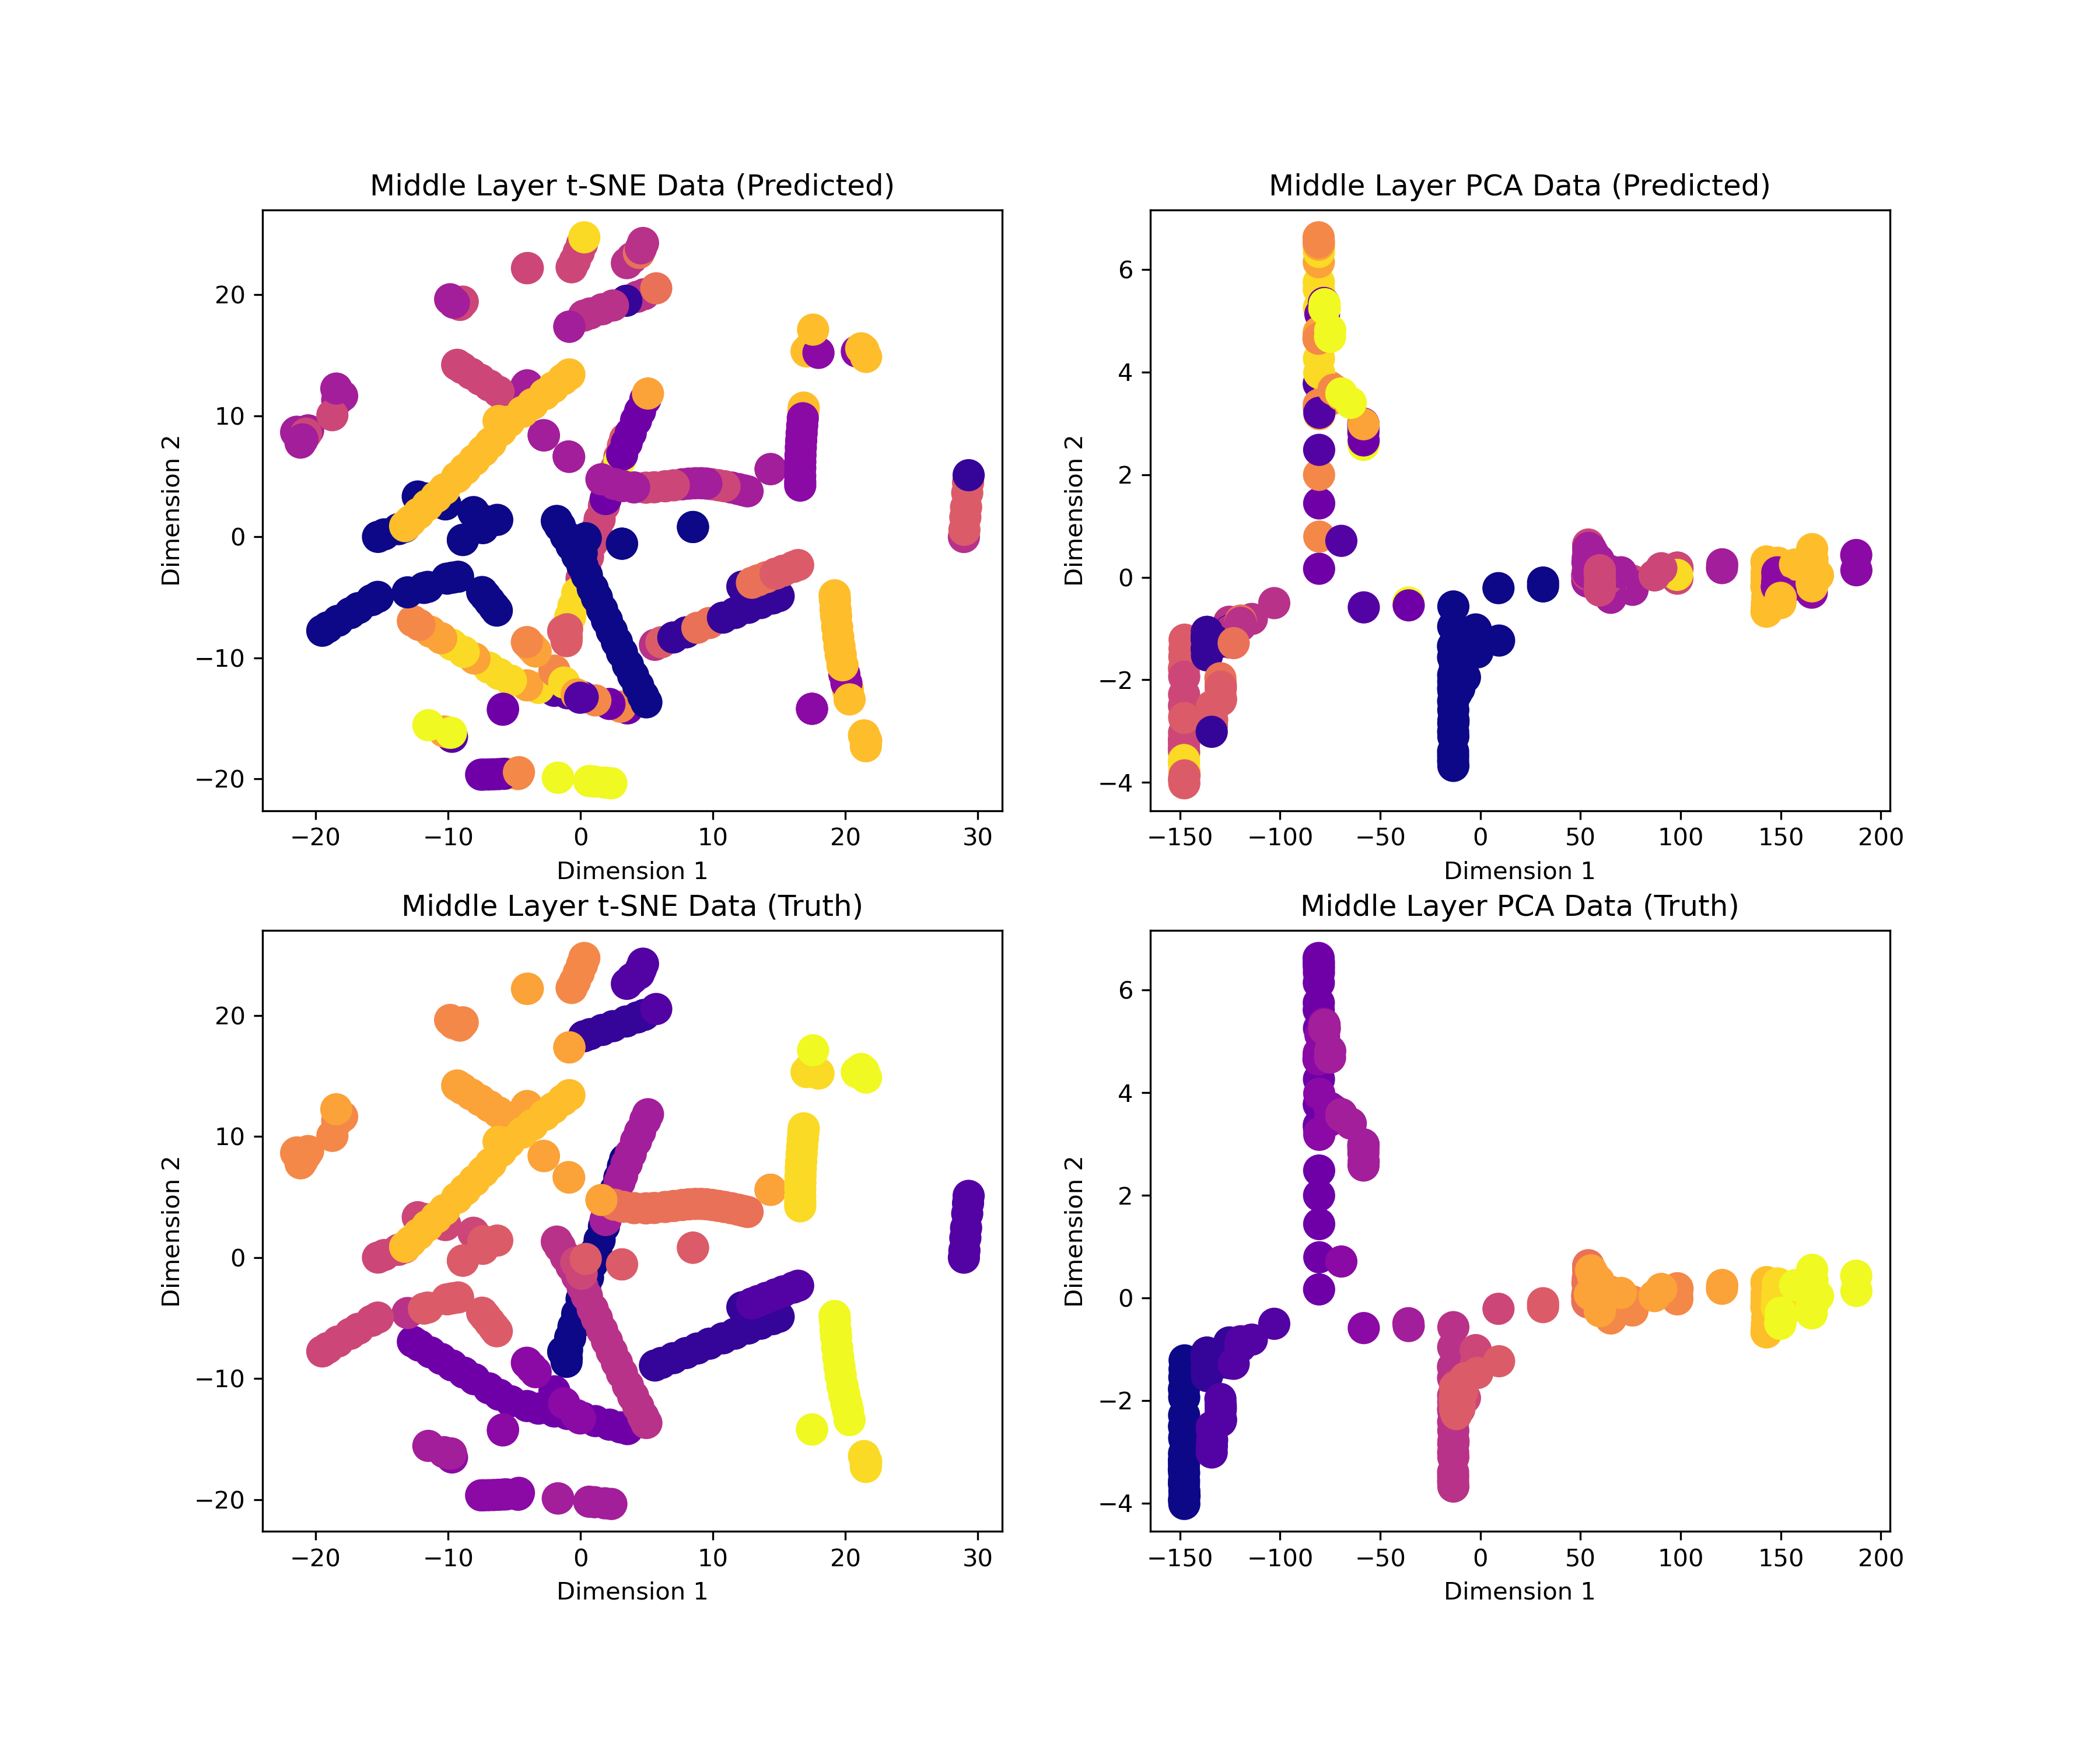 Middle Layer t-SNE Data (Predicted)
Dimension 2
20
10
0
−10
−20
−20 −10 0 10 20 30
Dimension 1
Middle Layer PCA Data (Predicted)
Dimension 2
6
4
2
0
−2
−4
−150 −100 −50 0 50 100 150 200
Dimension 1
Middle Layer t-SNE Data (Truth)
Dimension 2
20
10
0
−10
−20
−20 −10 0 10 20 30
Dimension 1
Middle Layer PCA Data (Truth)
Dimension 2
6
4
2
0
−2
−4
−150 −100 −50 0 50 100 150 200
Dimension 1